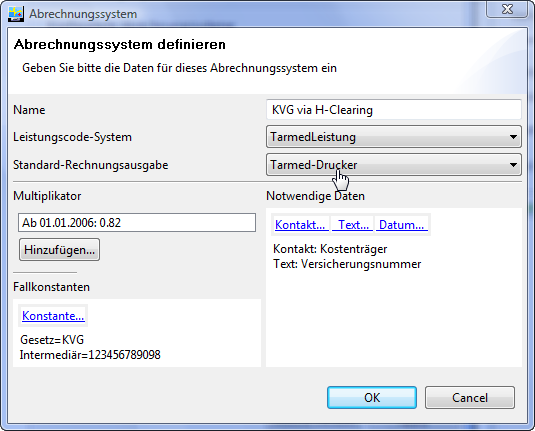 Abrechnungssystem
Abrechnungssystem definieren
Geben Sie bitte die Daten für dieses Abrechnungssystem ein
Name
KVG via H-Clearing
Leistungscode-System
TarmedLeistung
Standard-Rechnungsausgabe
Tarmed-Drucker
Multiplikator
Ab 01.01.2006: 0.82
Hinzufügen...
Fallkonstanten
Konstante...
Gesetz=KVG
Intermediär=123456789098
Notwendige Daten
Kontakt... Text... Datum...
Kontakt: Kostenträger
Text: Versicherungsnummer
OK
Cancel